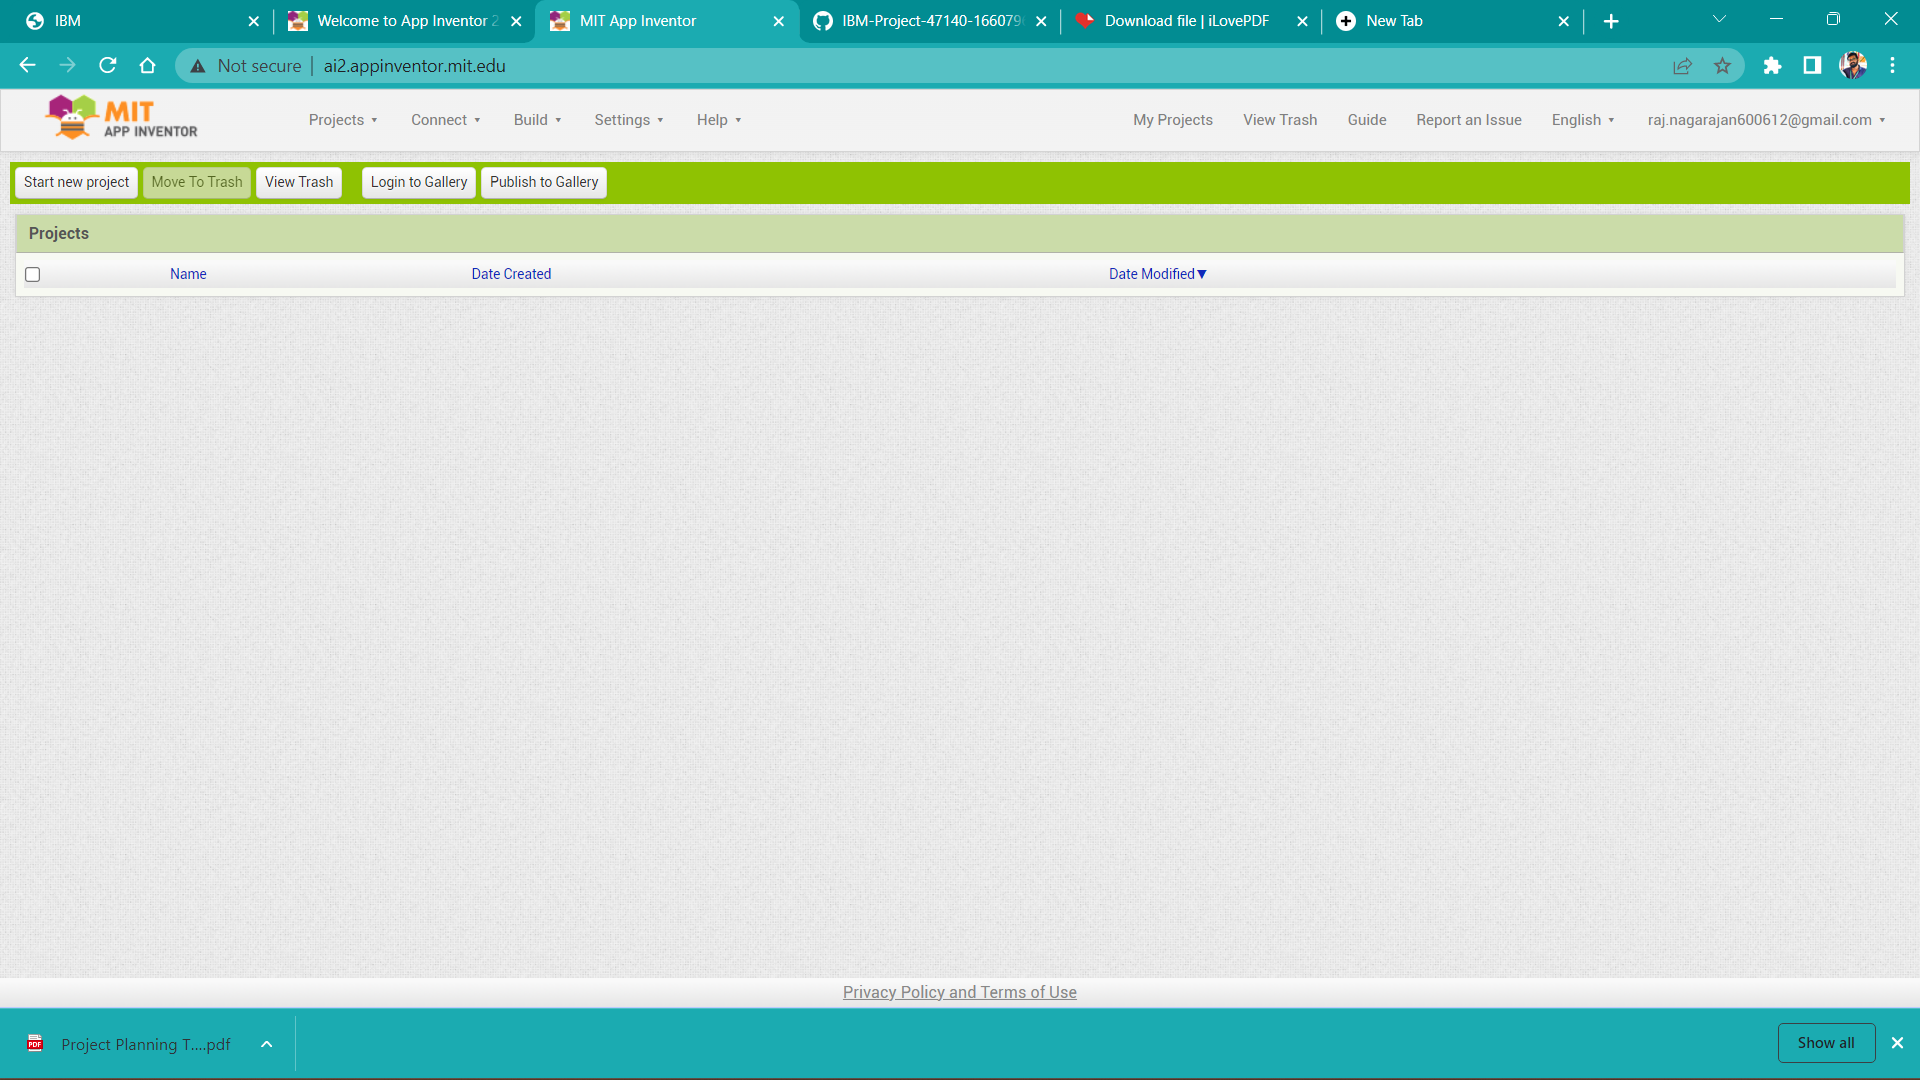 IBM
Welcome to App Inventor 2
MIT App Inventor
IBM-Project-47140-166079
Download file | iLovePDF
New Tab
Not secure
ai2.appinventor.mit.edu
MIT
APP INVENTOR
Projects
Connect
Build
Settings
Help
My Projects
View Trash
Guide
Report an Issue
English
raj.nagarajan600612@gmail.com
Start new project
Move To Trash
View Trash
Login to Gallery
Publish to Gallery
Projects
Name
Date Created
Date Modified▼
Privacy Policy and Terms of Use
PDF
Project Planning T....pdf
Show all